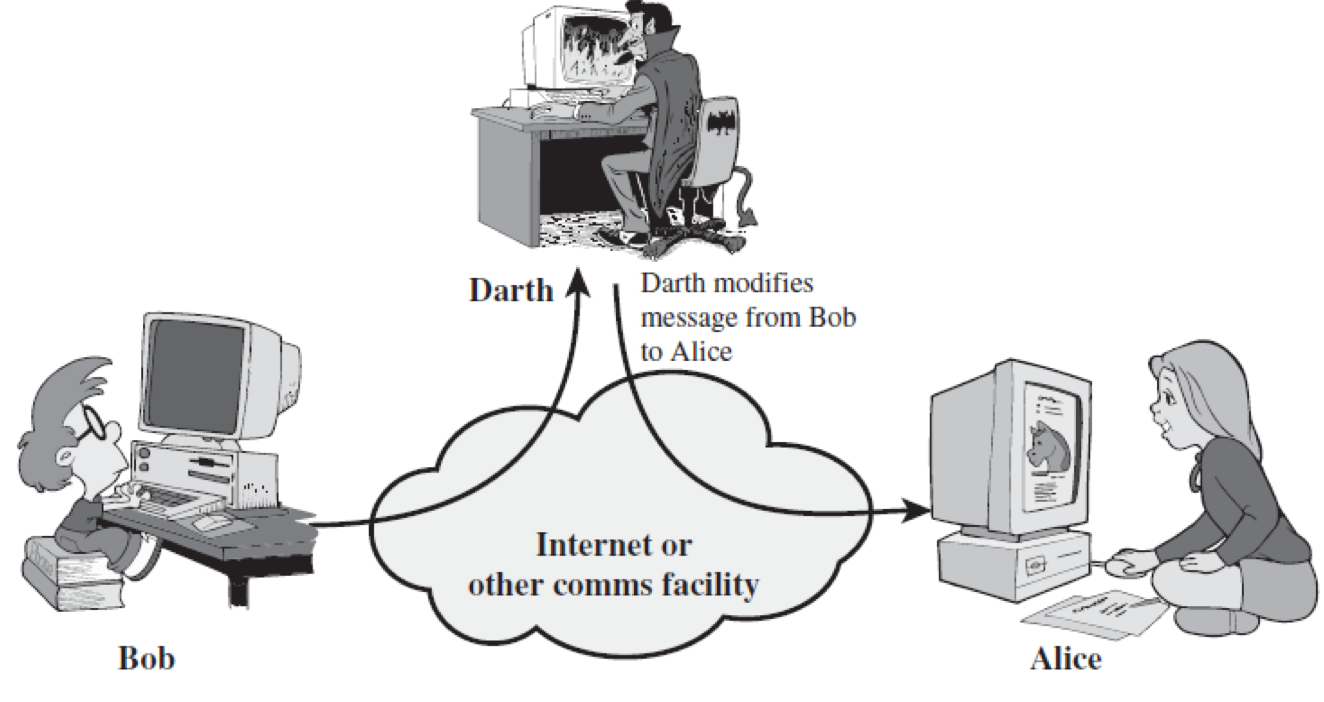 Darth
Darth modifies
message from Bob
to Alice
Internet or
other comms facility
Bob
Alice